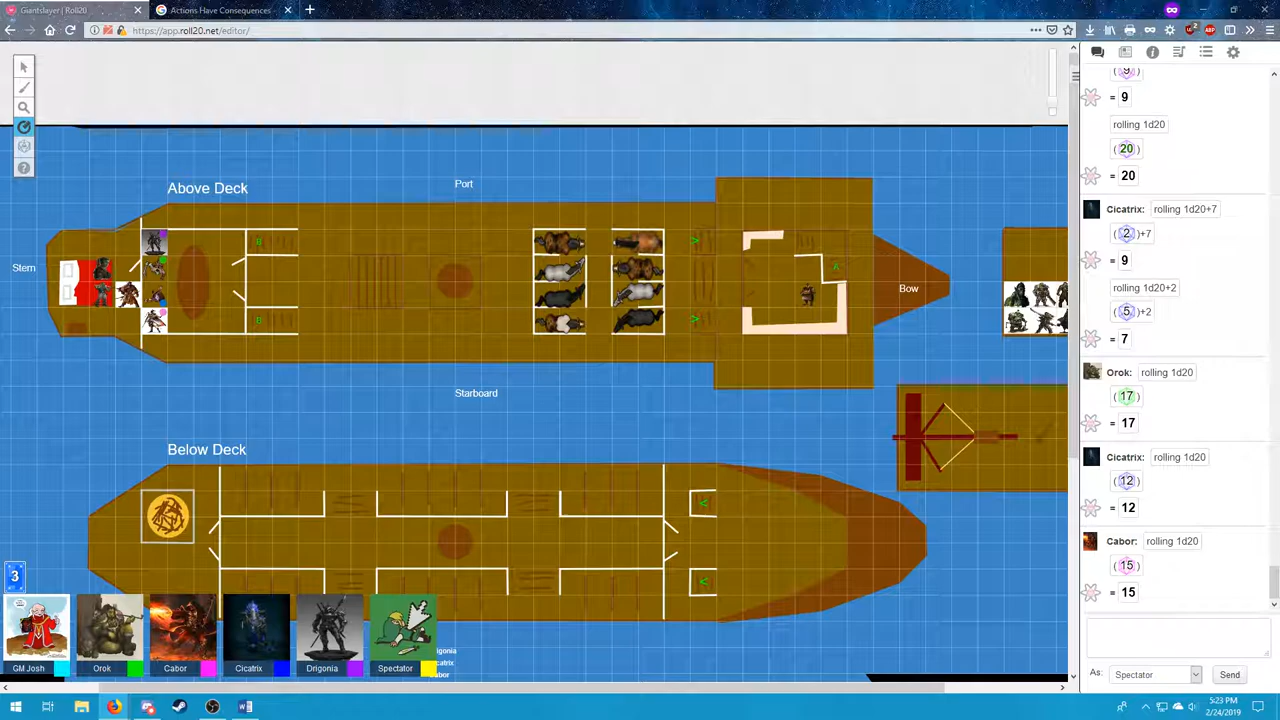 Giantslayer | Roll20
Actions Have Consequences
https://app.roll20.net/editor/
Above Deck
Port
Stem
Bow
Starboard
Below Deck
3
GM Josh
Orok
Cabor
Cicatrix
Drigonia
Spectator
9
= 9
rolling 1d20
(20)
= 20
Cicatrix: rolling 1d20+7
(2)+7
= 9
rolling 1d20+2
(5)+2
= 7
Orok: rolling 1d20
(17)
= 17
Cicatrix: rolling 1d20
(12)
= 12
Cabor: rolling 1d20
(15)
= 15
As: Spectator
Send
5:23 PM
2/24/2019